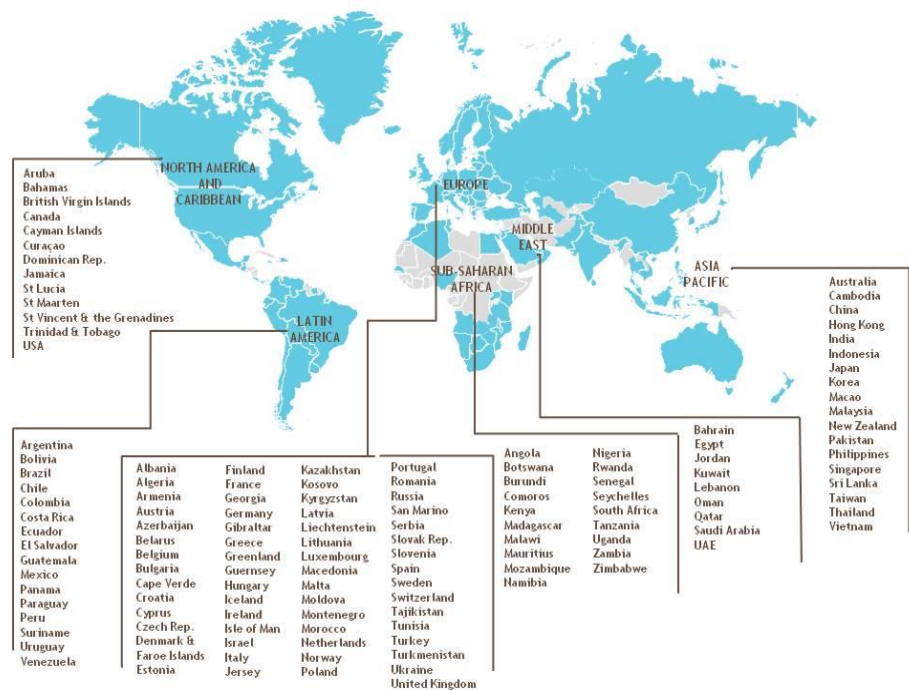 NORTH AMERICA
AND
CARIBBEAN
EUROPE
MIDDLE
EAST
SUB-SAHARAN
AFRICA
ASIA
PACIFIC
LATIN
AMERICA
Aruba
Bahamas
British Virgin Islands
Canada
Cayman Islands
Curaçao
Dominican Rep.
Jamaica
St Lucia
St Maarten
St Vincent & the Grenadines
Trinidad & Tobago
USA
Argentina
Bolivia
Brazil
Chile
Colombia
Costa Rica
Ecuador
El Salvador
Guatemala
Mexico
Panama
Paraguay
Peru
Suriname
Uruguay
Venezuela
Albania
Algeria
Armenia
Austria
Azerbaijan
Belarus
Belgium
Bulgaria
Cape Verde
Croatia
Cyprus
Czech Rep.
Denmark &
Faroe Islands
Estonia
Finland
France
Georgia
Germany
Gibraltar
Greece
Greenland
Guernsey
Hungary
Iceland
Ireland
Isle of Man
Israel
Italy
Jersey
Kazakhstan
Kosovo
Kyrgyzstan
Latvia
Liechtenstein
Lithuania
Luxembourg
Macedonia
Malta
Moldova
Montenegro
Morocco
Netherlands
Norway
Poland
Portugal
Romania
Russia
San Marino
Serbia
Slovak Rep.
Slovenia
Spain
Sweden
Switzerland
Tajikistan
Tunisia
Turkey
Turkmenistan
Ukraine
United Kingdom
Angola
Botswana
Burundi
Comoros
Kenya
Madagascar
Malawi
Mauritius
Mozambique
Namibia
Nigeria
Rwanda
Senegal
Seychelles
South Africa
Tanzania
Uganda
Zambia
Zimbabwe
Bahrain
Egypt
Jordan
Kuwait
Lebanon
Oman
Qatar
Saudi Arabia
UAE
Australia
Cambodia
China
Hong Kong
India
Indonesia
Japan
Korea
Macao
Malaysia
New Zealand
Pakistan
Philippines
Singapore
Sri Lanka
Taiwan
Thailand
Vietnam